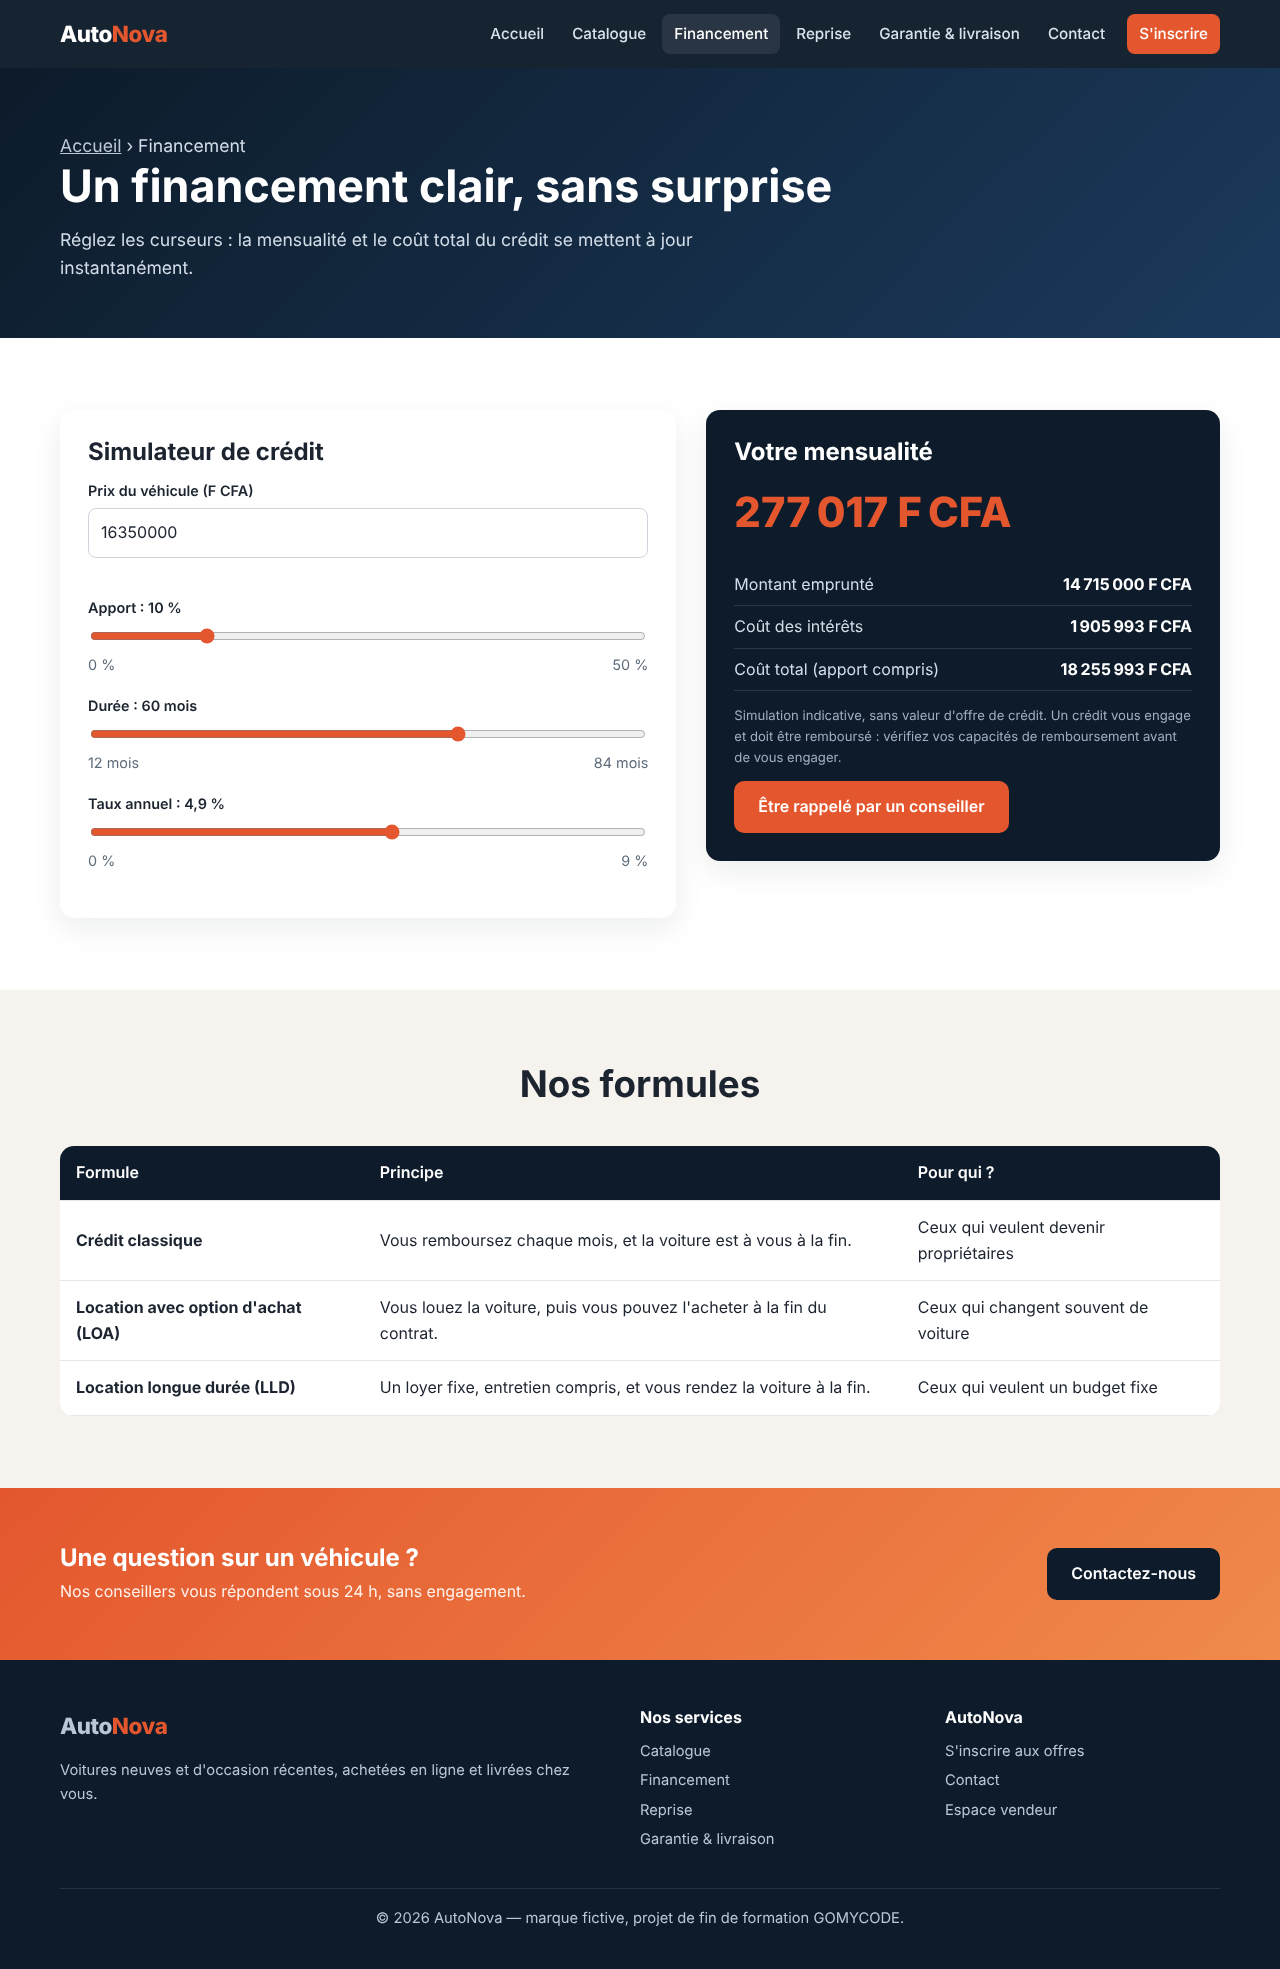 AutoNova
Accueil
Catalogue
Financement
Reprise
Garantie & livraison
Contact
S'inscrire
Accueil › Financement
Un financement clair, sans surprise
Réglez les curseurs : la mensualité et le coût total du crédit se mettent à jour
instantanément.
Simulateur de crédit
Prix du véhicule (F CFA)
16350000
Apport : 10 %
0 %
50 %
Durée : 60 mois
12 mois
84 mois
Taux annuel : 4,9 %
0 %
9 %
Votre mensualité
277 017 F CFA
Montant emprunté
14 715 000 F CFA
Coût des intérêts
1 905 993 F CFA
Coût total (apport compris)
18 255 993 F CFA
Simulation indicative, sans valeur d'offre de crédit. Un crédit vous engage
et doit être remboursé : vérifiez vos capacités de remboursement avant
de vous engager.
Être rappelé par un conseiller
Nos formules
Formule
Principe
Pour qui ?
Crédit classique
Vous remboursez chaque mois, et la voiture est à vous à la fin.
Ceux qui veulent devenir
propriétaires
Location avec option d'achat
(LOA)
Vous louez la voiture, puis vous pouvez l'acheter à la fin du
contrat.
Ceux qui changent souvent de
voiture
Location longue durée (LLD)
Un loyer fixe, entretien compris, et vous rendez la voiture à la fin.
Ceux qui veulent un budget fixe
Une question sur un véhicule ?
Nos conseillers vous répondent sous 24 h, sans engagement.
Contactez-nous
AutoNova
Voitures neuves et d'occasion récentes, achetées en ligne et livrées chez
vous.
Nos services
Catalogue
Financement
Reprise
Garantie & livraison
AutoNova
S'inscrire aux offres
Contact
Espace vendeur
© 2026 AutoNova — marque fictive, projet de fin de formation GOMYCODE.